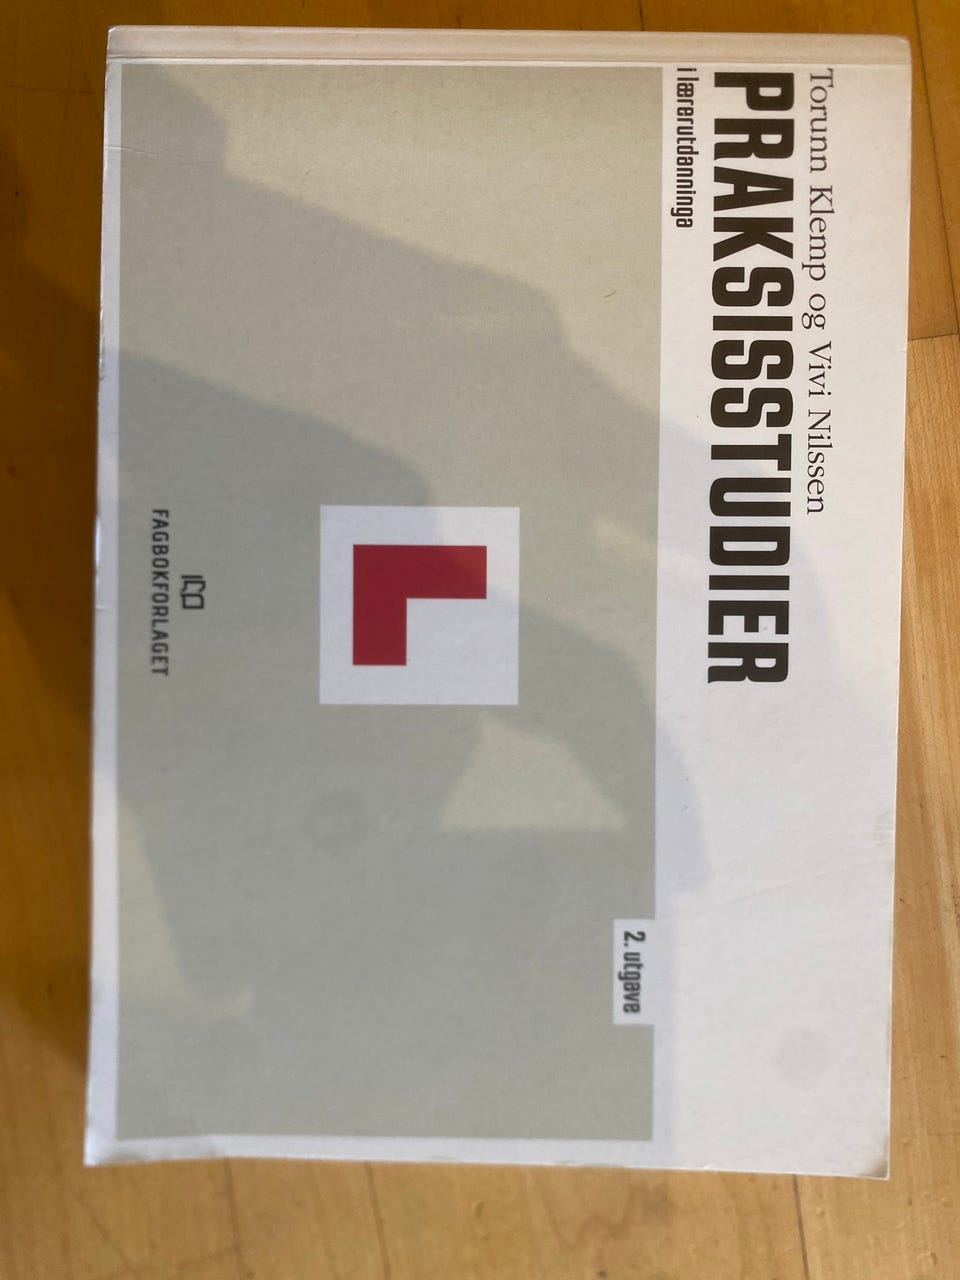 Torunn Klemp og Vivi Nilssen
PRAKSISSTUDIER
i lærerutdanninga
2. utgave
L
FAGBOKFORLAGET